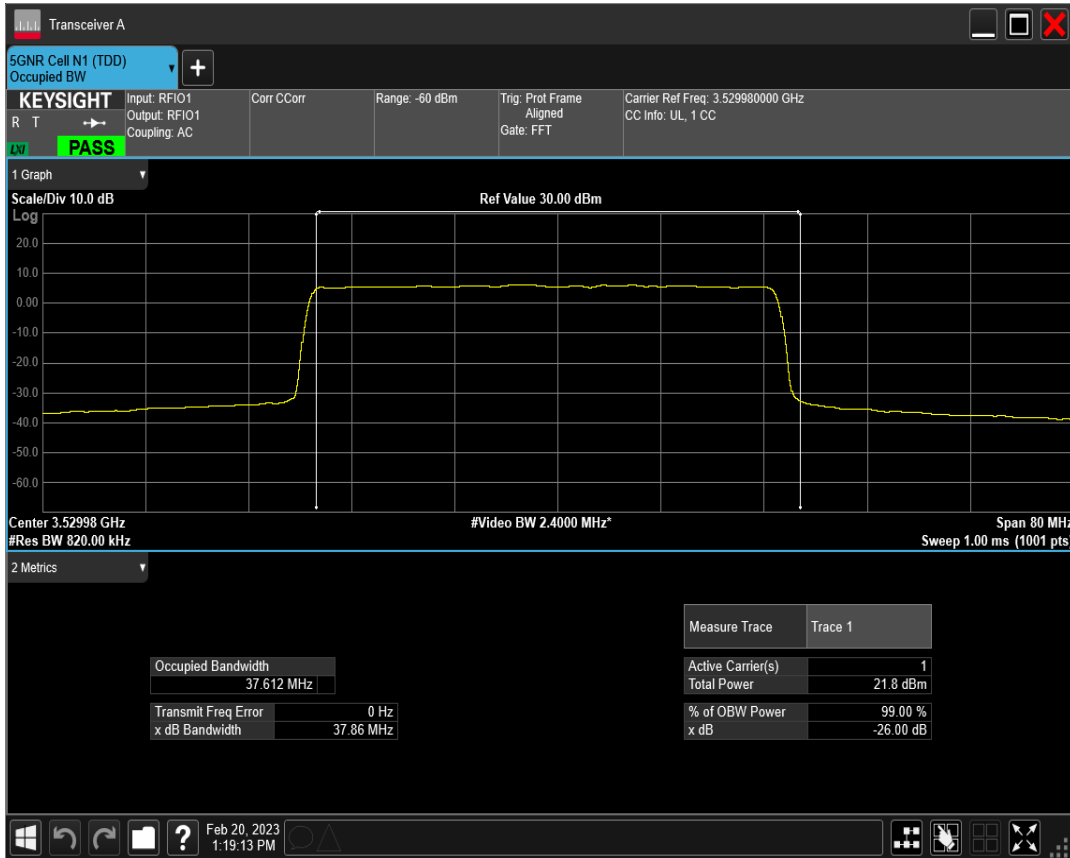 Transceiver A
5GNR Cell N1 (TDD)
Occupied BW
+
KEYSIGHT
R T
LXI
PASS
Input: RFIO1
Output: RFIO1
Coupling: AC
Corr CCorr
Range: -60 dBm
Trig: Prot Frame
Aligned
Gate: FFT
Carrier Ref Freq: 3.529980000 GHz
CC Info: UL, 1 CC
1 Graph
Scale/Div 10.0 dB
Ref Value 30.00 dBm
Log
20.0
10.0
0.00
-10.0
-20.0
-30.0
-40.0
-50.0
-60.0
Center 3.52998 GHz
#Video BW 2.4000 MHz*
Span 80 MHz
#Res BW 820.00 kHz
Sweep 1.00 ms (1001 pts)
2 Metrics
Measure Trace Trace 1
Occupied Bandwidth
37.612 MHz
Active Carrier(s) 1
Total Power 21.8 dBm
Transmit Freq Error 0 Hz
x dB Bandwidth 37.86 MHz
% of OBW Power 99.00 %
x dB -26.00 dB
?
Feb 20, 2023
1:19:13 PM